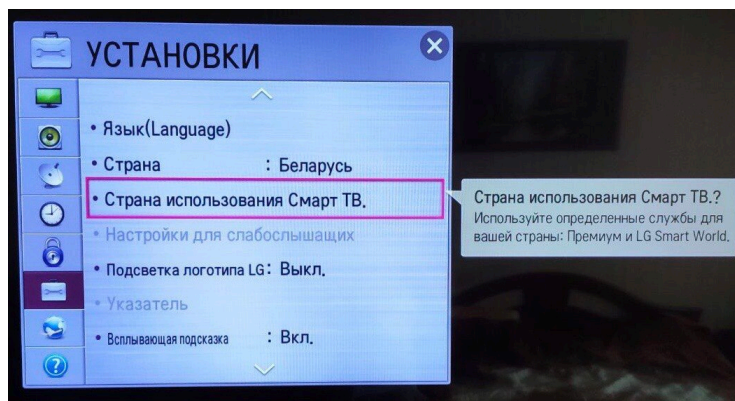 УСТАНОВКИ
• Язык(Language)
• Страна : Беларусь
• Страна использования Смарт ТВ.
• Настройки для слабослышащих
• Подсветка логотипа LG: Выкл.
• Указатель
• Всплывающая подсказка : Вкл.
Страна использования Смарт ТВ.?
Используйте определенные службы для
вашей страны: Премиум и LG Smart World.